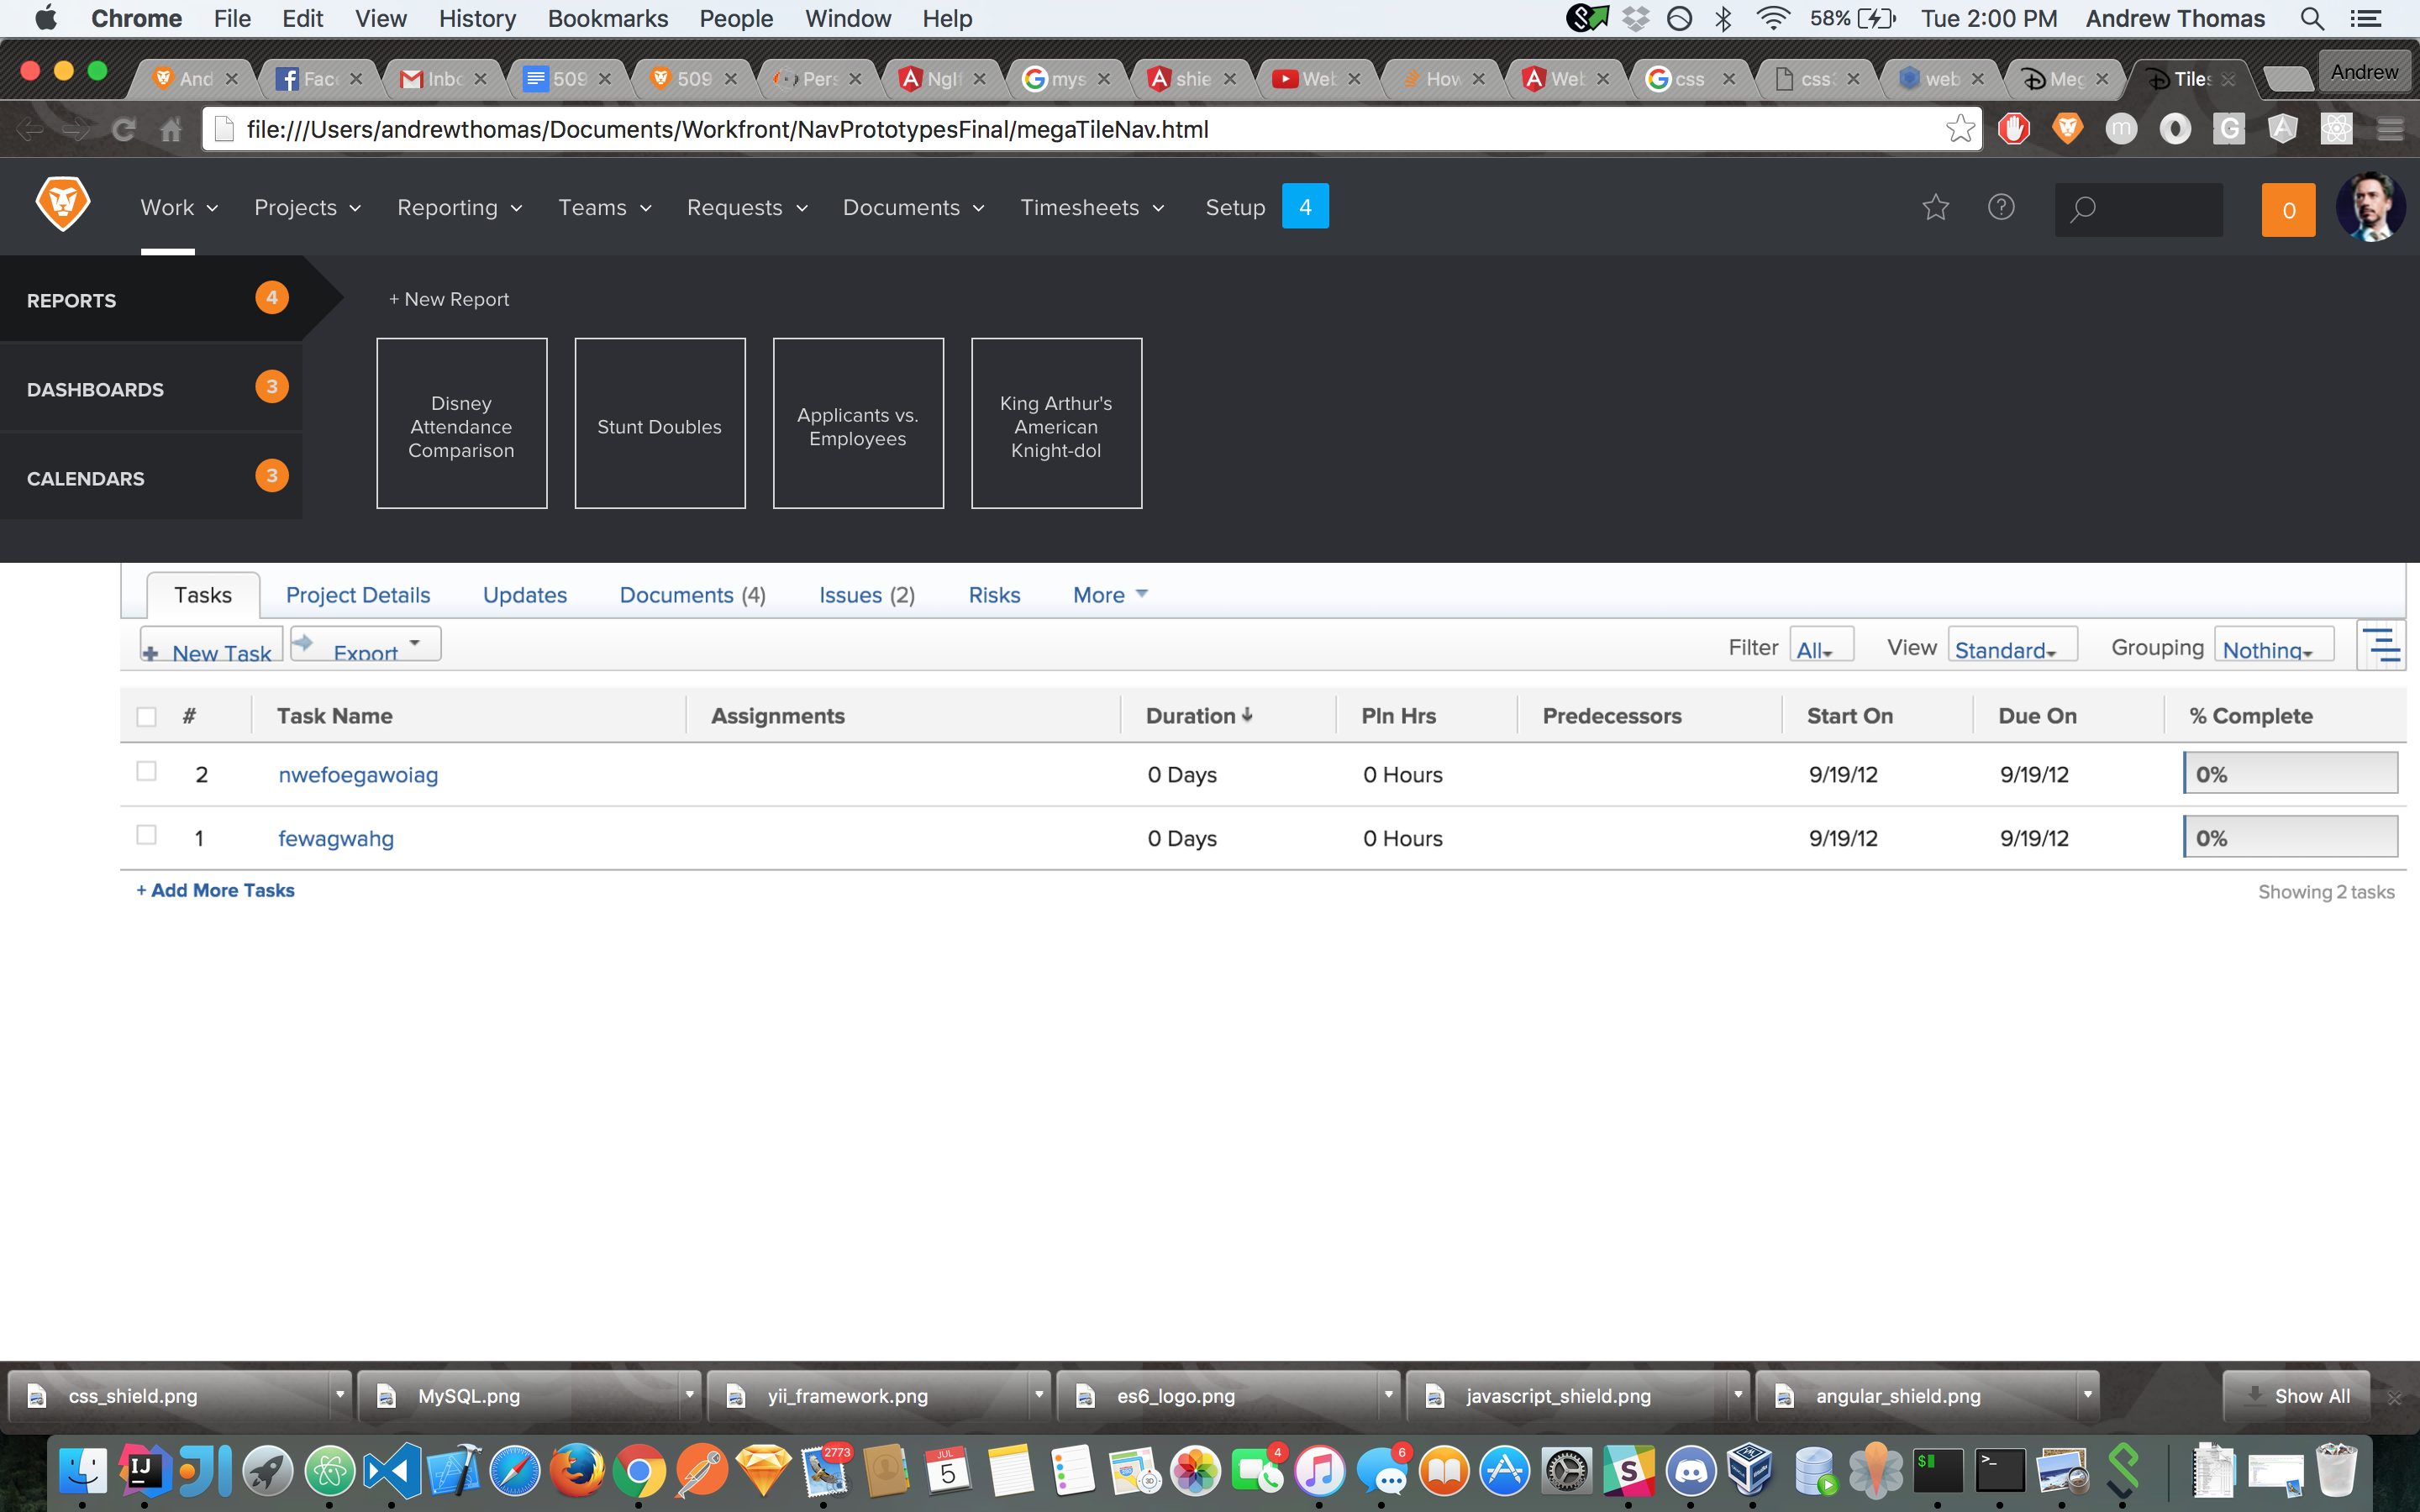 Chrome File Edit View History Bookmarks People Window Help 58% Tue 2:00 PM Andrew Thomas
And Face Inbo 509 509 Pers NgIf mys shie Web How Web css css: web Meg Tiles Andrew
file:///Users/andrewthomas/Documents/Workfront/NavPrototypesFinal/megaTileNav.html
Work Projects Reporting Teams Requests Documents Timesheets Setup 4 0
REPORTS 4
+ New Report
DASHBOARDS 3
CALENDARS 3
Disney
Attendance
Comparison
Stunt Doubles
Applicants vs.
Employees
King Arthur's
American
Knight-dol
Tasks Project Details Updates Documents (4) Issues (2) Risks More
New Task Export Filter All View Standard Grouping Nothing
# Task Name Assignments Duration Pln Hrs Predecessors Start On Due On % Complete
2 nwefoegawoiag 0 Days 0 Hours 9/19/12 9/19/12 0%
1 fewagwahg 0 Days 0 Hours 9/19/12 9/19/12 0%
+ Add More Tasks Showing 2 tasks
css_shield.png MySQL.png yii_framework.png es6_logo.png javascript_shield.png angular_shield.png Show All
IJ 2773 JUL 5 4 6